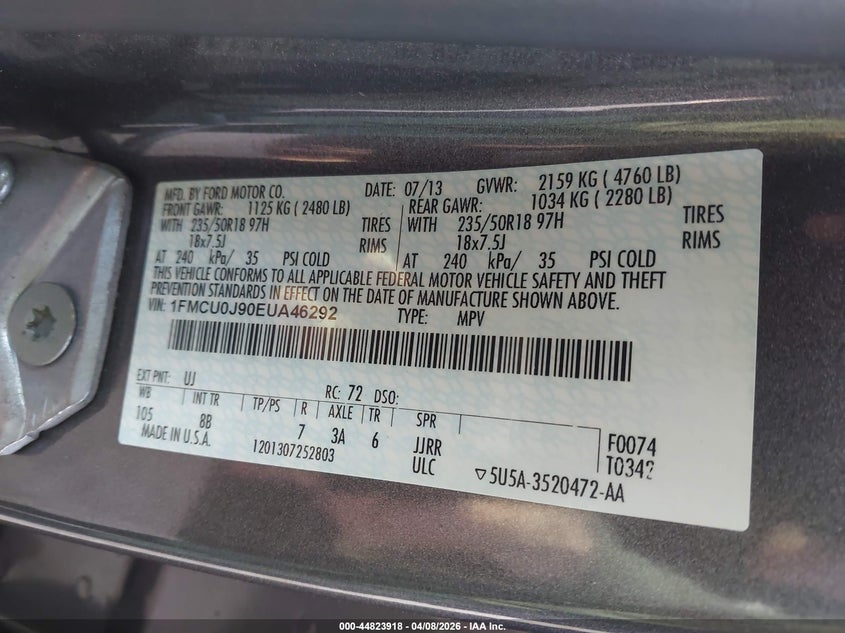 MFD. BY FORD MOTOR CO. DATE: 07/13 GVWR: 2159 KG ( 4760 LB)
FRONT GAWR: 1125 KG ( 2480 LB) REAR GAWR: 1034 KG ( 2280 LB)
WITH 235/50R18 97H TIRES WITH 235/50R18 97H TIRES
18x7.5J RIMS 18x7.5J RIMS
AT 240 kPa/ 35 PSI COLD AT 240 kPa/ 35 PSI COLD
THIS VEHICLE CONFORMS TO ALL APPLICABLE FEDERAL MOTOR VEHICLE SAFETY AND THEFT
PREVENTION STANDARDS IN EFFECT ON THE DATE OF MANUFACTURE SHOWN ABOVE.
VIN: 1FMCU0J90EUA46292 TYPE: MPV
EXT PNT: UJ RC: 72 DSO:
WB INT TR TP/PS R AXLE TR SPR
105 8B 7 3A 6 JJRR F0074
MADE IN U.S.A. 1201307252803 ULC T0342
▽5U5A-3520472-AA
000-44823918 - 04/08/2026 - IAA Inc.